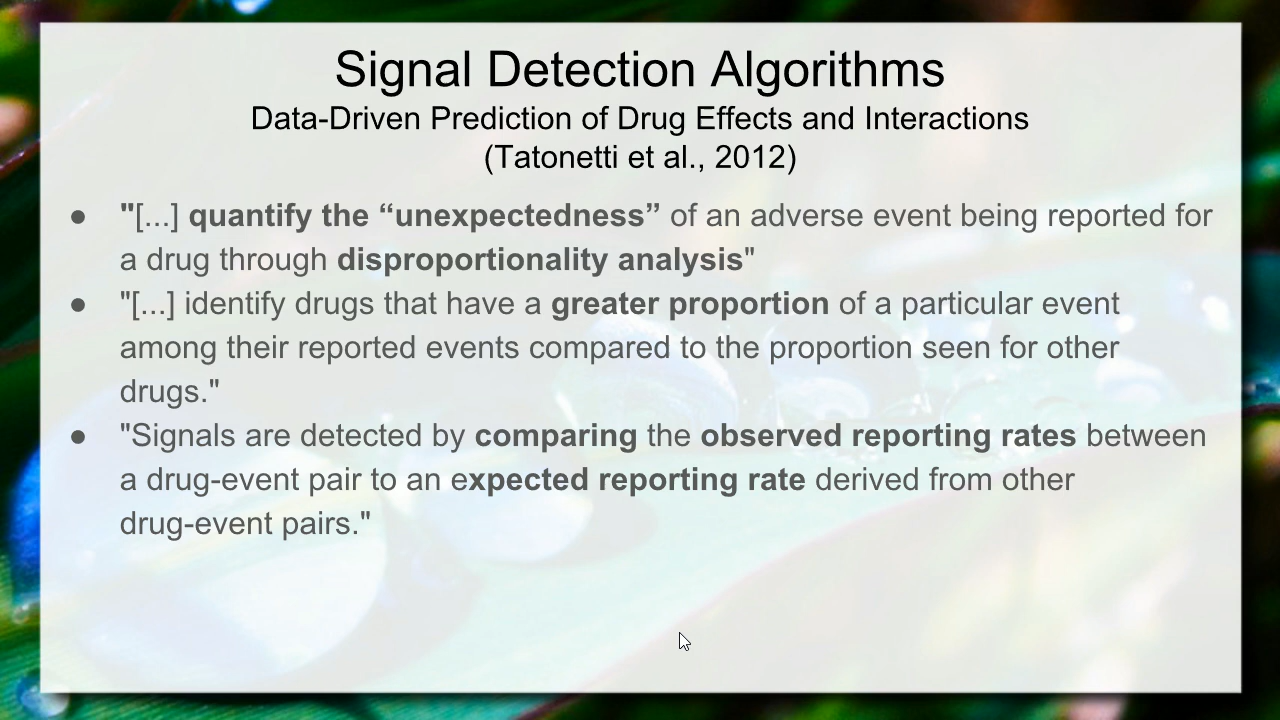 Signal Detection Algorithms
Data-Driven Prediction of Drug Effects and Interactions
(Tatonetti et al., 2012)
● "[...] quantify the “unexpectedness” of an adverse event being reported for
a drug through disproportionality analysis"
● "[...] identify drugs that have a greater proportion of a particular event
among their reported events compared to the proportion seen for other
drugs."
● "Signals are detected by comparing the observed reporting rates between
a drug-event pair to an expected reporting rate derived from other
drug-event pairs."